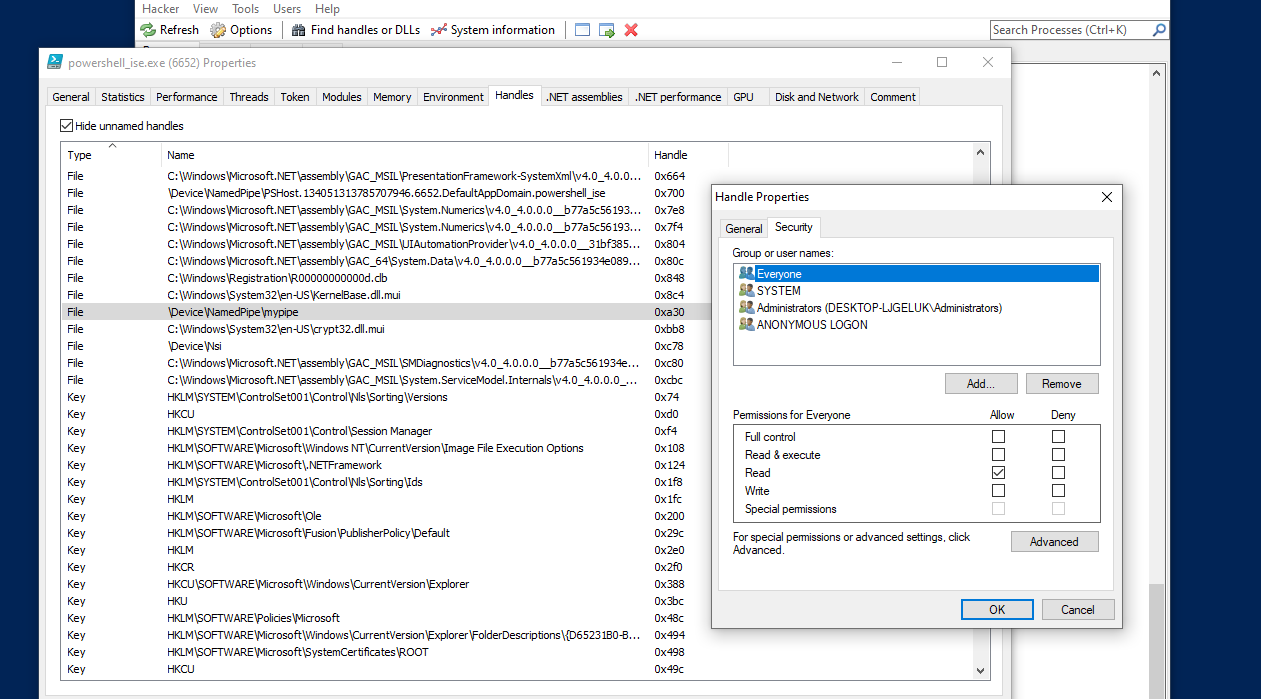 Hacker View Tools Users Help
Refresh Options Find handles or DLLs System information Search Processes (Ctrl+K)
powershell_ise.exe (6652) Properties
General Statistics Performance Threads Token Modules Memory Environment Handles .NET assemblies .NET performance GPU Disk and Network Comment
Hide unnamed handles
Type Name Handle
File C:\Windows\Microsoft.NET\assembly\GAC_MSIL\PresentationFramework-SystemXml\v4.0_4.0.0... 0x664
File \Device\NamedPipe\PSHost.134051313785707946.6652.DefaultAppDomain.powershell_ise 0x700
File C:\Windows\Microsoft.NET\assembly\GAC_MSIL\System.Numerics\v4.0_4.0.0.0__b77a5c56193... 0x7e8
File C:\Windows\Microsoft.NET\assembly\GAC_MSIL\System.Numerics\v4.0_4.0.0.0__b77a5c56193... 0x7f4
File C:\Windows\Microsoft.NET\assembly\GAC_MSIL\UIAutomationProvider\v4.0_4.0.0.0__31bf385... 0x804
File C:\Windows\Microsoft.NET\assembly\GAC_64\System.Data\v4.0_4.0.0.0__b77a5c561934e089... 0x80c
File C:\Windows\Registration\R00000000000d.clb 0x848
File C:\Windows\System32\en-US\KernelBase.dll.mui 0x8c4
File \Device\NamedPipe\mypipe 0xa30
File C:\Windows\System32\en-US\crypt32.dll.mui 0xbb8
File \Device\Nsi 0xc78
File C:\Windows\Microsoft.NET\assembly\GAC_MSIL\SMDiagnostics\v4.0_4.0.0.0__b77a5c561934e... 0xc80
File C:\Windows\Microsoft.NET\assembly\GAC_MSIL\System.ServiceModel.Internals\v4.0_4.0.0.0_... 0xcbc
Key HKLM\SYSTEM\ControlSet001\Control\Nls\Sorting\Versions 0x74
Key HKCU 0xd0
Key HKLM\SYSTEM\ControlSet001\Control\Session Manager 0xf4
Key HKLM\SOFTWARE\Microsoft\Windows NT\CurrentVersion\Image File Execution Options 0x108
Key HKLM\SOFTWARE\Microsoft\.NETFramework 0x124
Key HKLM\SYSTEM\ControlSet001\Control\Nls\Sorting\Ids 0x1f8
Key HKLM 0x1fc
Key HKLM\SOFTWARE\Microsoft\Ole 0x200
Key HKLM\SOFTWARE\Microsoft\Fusion\PublisherPolicy\Default 0x29c
Key HKLM 0x2e0
Key HKCR 0x2f0
Key HKCU\SOFTWARE\Microsoft\Windows\CurrentVersion\Explorer 0x388
Key HKU 0x3bc
Key HKLM\SOFTWARE\Policies\Microsoft 0x48c
Key HKLM\SOFTWARE\Microsoft\Windows\CurrentVersion\Explorer\FolderDescriptions\{D65231B0-B... 0x494
Key HKLM\SOFTWARE\Microsoft\SystemCertificates\ROOT 0x498
Key HKCU 0x49c
Handle Properties
General Security
Group or user names:
Everyone
SYSTEM
Administrators (DESKTOP-LJGELUK\Administrators)
ANONYMOUS LOGON
Add... Remove
Permissions for Everyone Allow Deny
Full control
Read & execute
Read
Write
Special permissions
For special permissions or advanced settings, click
Advanced.
Advanced
OK Cancel